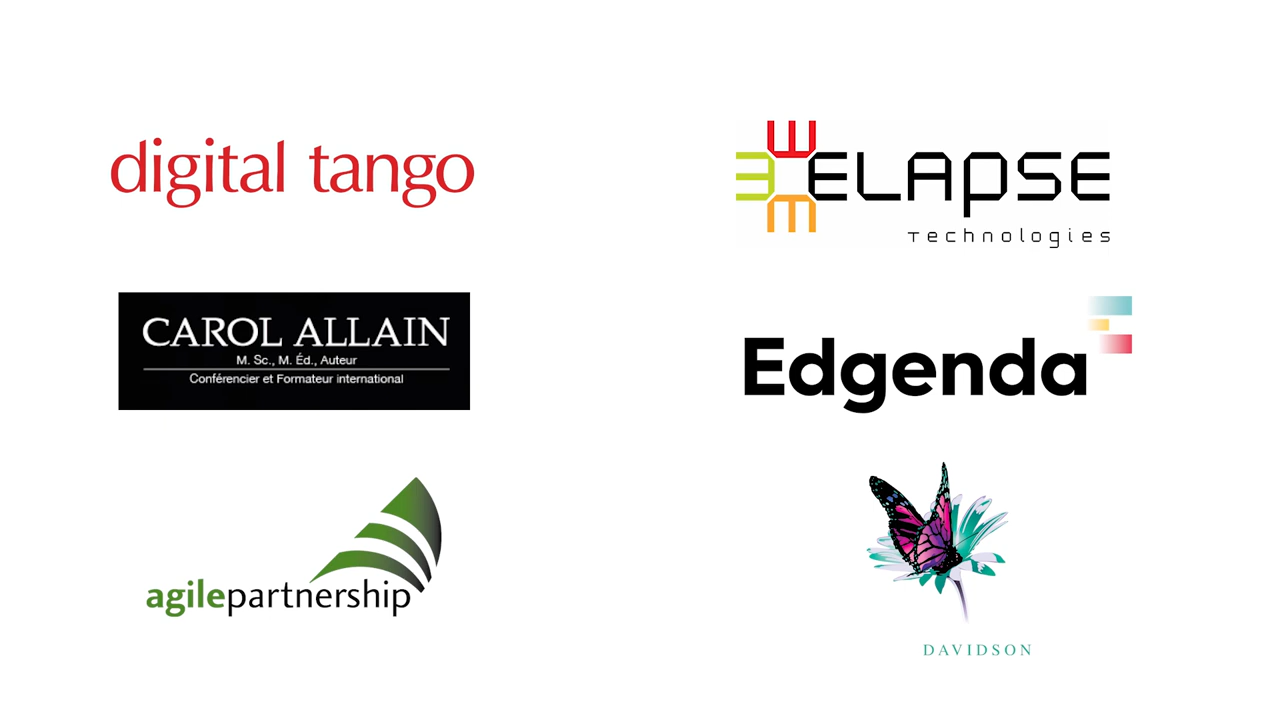 digital tango
ELAPSE
Technologies
CAROL ALLAIN
M. Sc., M. Éd., Auteur
Conférencier et Formateur international
Edgenda
agilepartnership
DAVIDSON